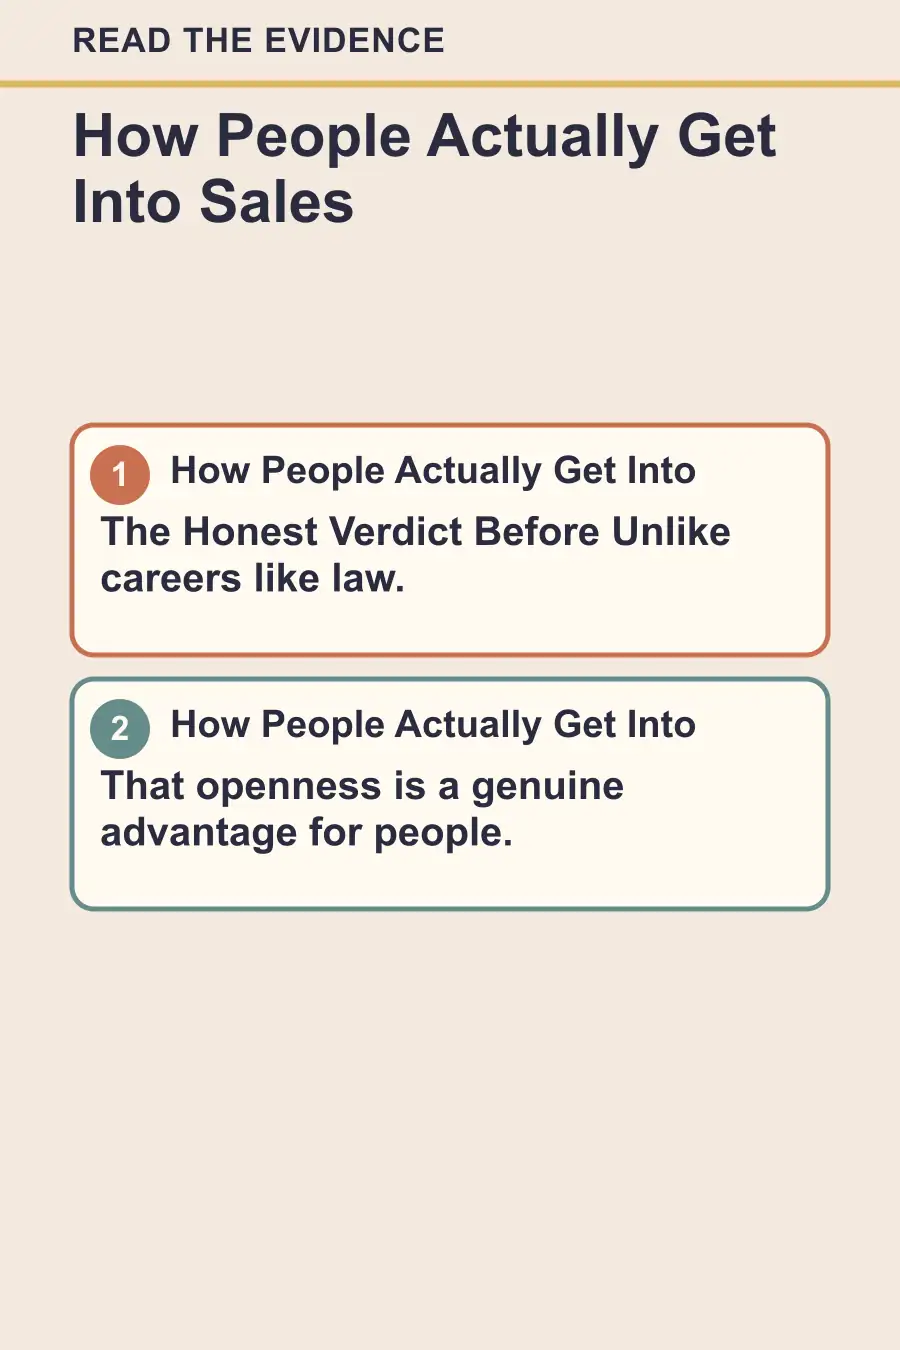 READ THE EVIDENCE
How People Actually Get
Into Sales
1
How People Actually Get Into
The Honest Verdict Before Unlike
careers like law.
2
How People Actually Get Into
That openness is a genuine
advantage for people.